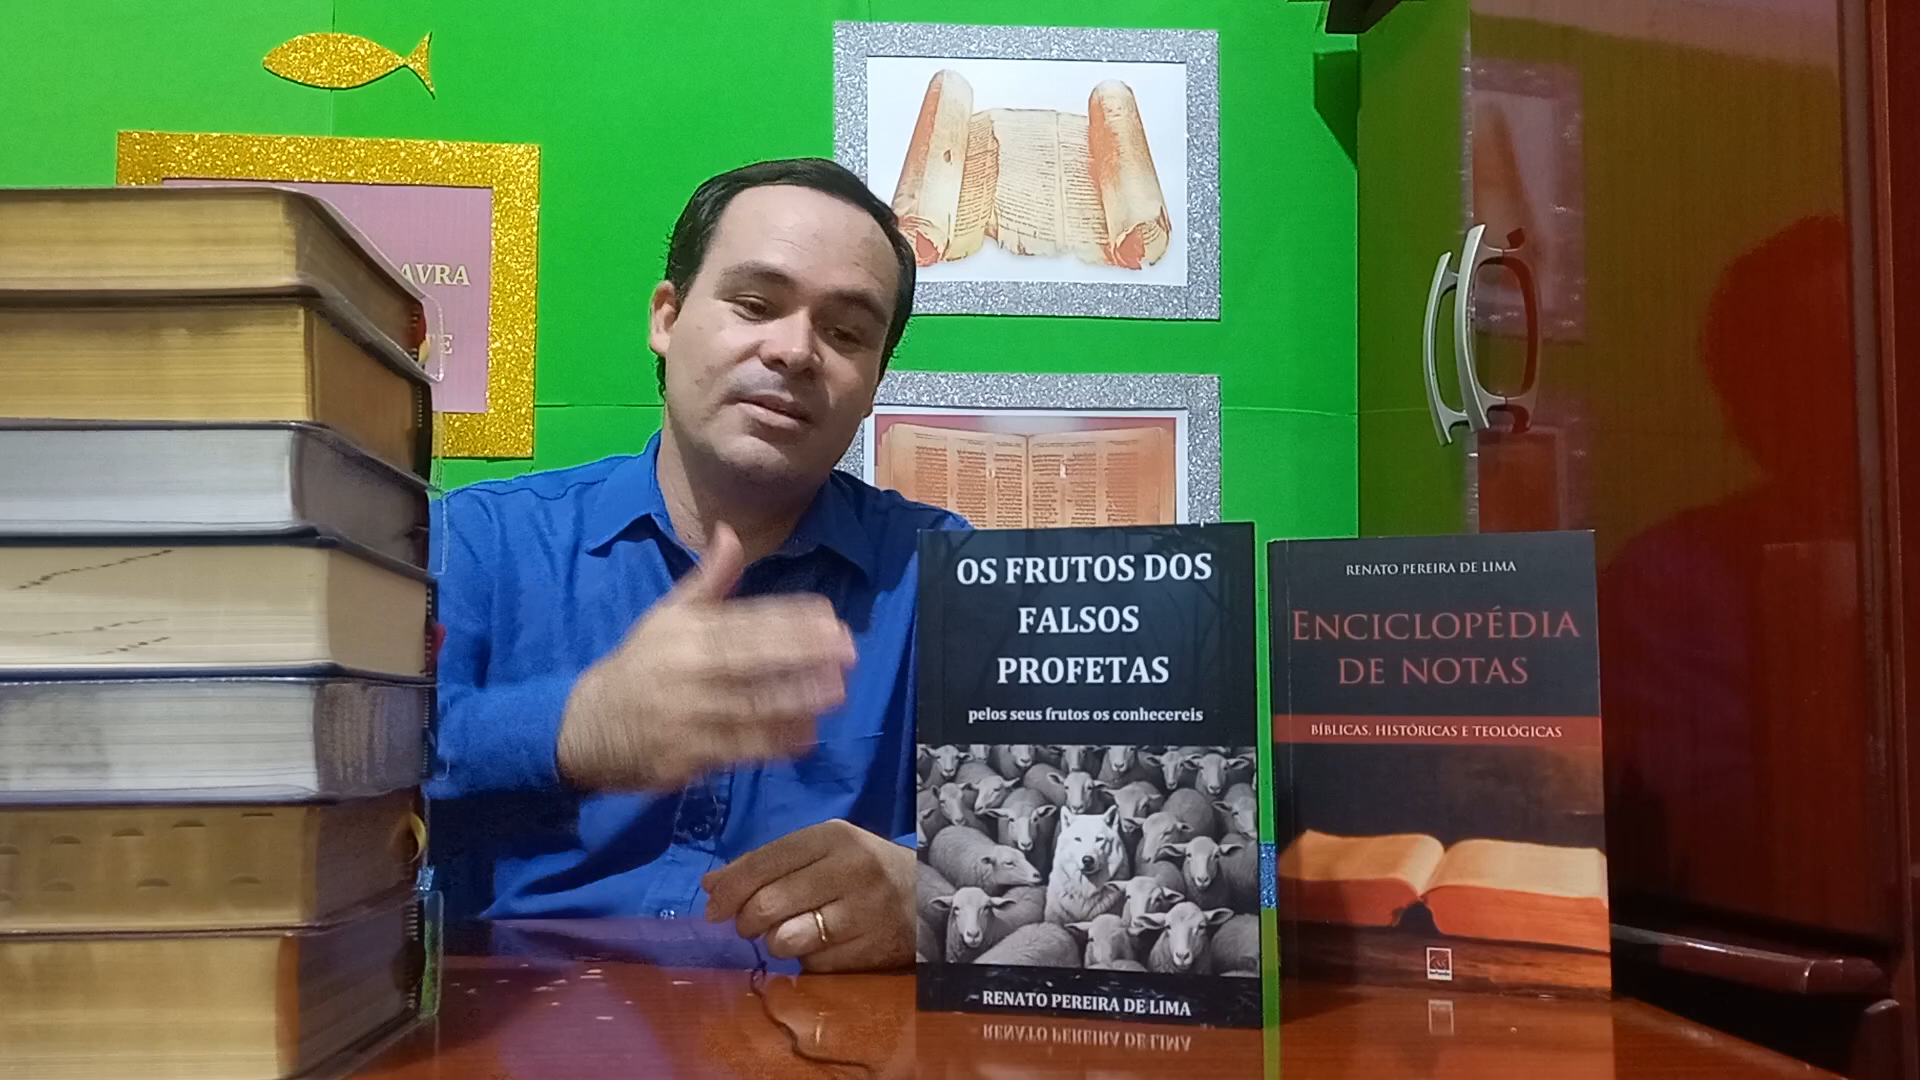 AVRA
E
OS FRUTOS DOS
FALSOS
PROFETAS
pelos seus frutos os conhecereis
RENATO PEREIRA DE LIMA
RENATO PEREIRA DE LIMA
ENCICLOPÉDIA
DE NOTAS
BÍBLICAS, HISTÓRICAS E TEOLÓGICAS